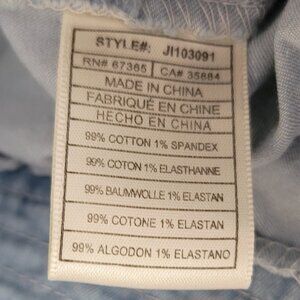 STYLE#: JI103091
RN# 67365 CA# 35884
MADE IN CHINA
FABRIQUÉ EN CHINE
HECHO EN CHINA
99% COTTON 1% SPANDEX
99% COTON 1% ELASTHANNE
99% BAUMWOLLE 1% ELASTAN
99% COTONE 1% ELASTAN
99% ALGODON 1% ELASTANO